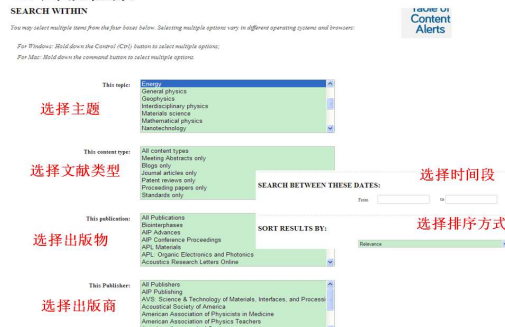 SEARCH WITHIN
Table of
Content
Alerts
You may select multiple items from the four boxes below. Selecting multiple options vary in different operating systems and browsers:
For Windows: Hold down the Control (Ctrl) button to select multiple options;
For Mac: Hold down the command button to select multiple options
This topic:
Energy
General physics
Geophysics
Interdisciplinary physics
Materials science
Mathematical physics
Nanotechnology
选择主题
This content type:
All content types
Meeting Abstracts only
Blogs only
Journal articles only
Patent reviews only
Proceeding papers only
Standards only
选择文献类型
选择时间段
SEARCH BETWEEN THESE DATES:
From
to
This publication:
All Publications
Biointerphases
AIP Advances
AIP Conference Proceedings
APL Materials
APL: Organic Electronics and Photonics
Acoustics Research Letters Online
选择出版物
选择排序方式
SORT RESULTS BY:
Relevance
This Publisher:
All Publishers
AIP Publishing
AVS: Science & Technology of Materials, Interfaces, and Processi
Acoustical Society of America
American Association of Physicists in Medicine
American Association of Physics Teachers
选择出版商